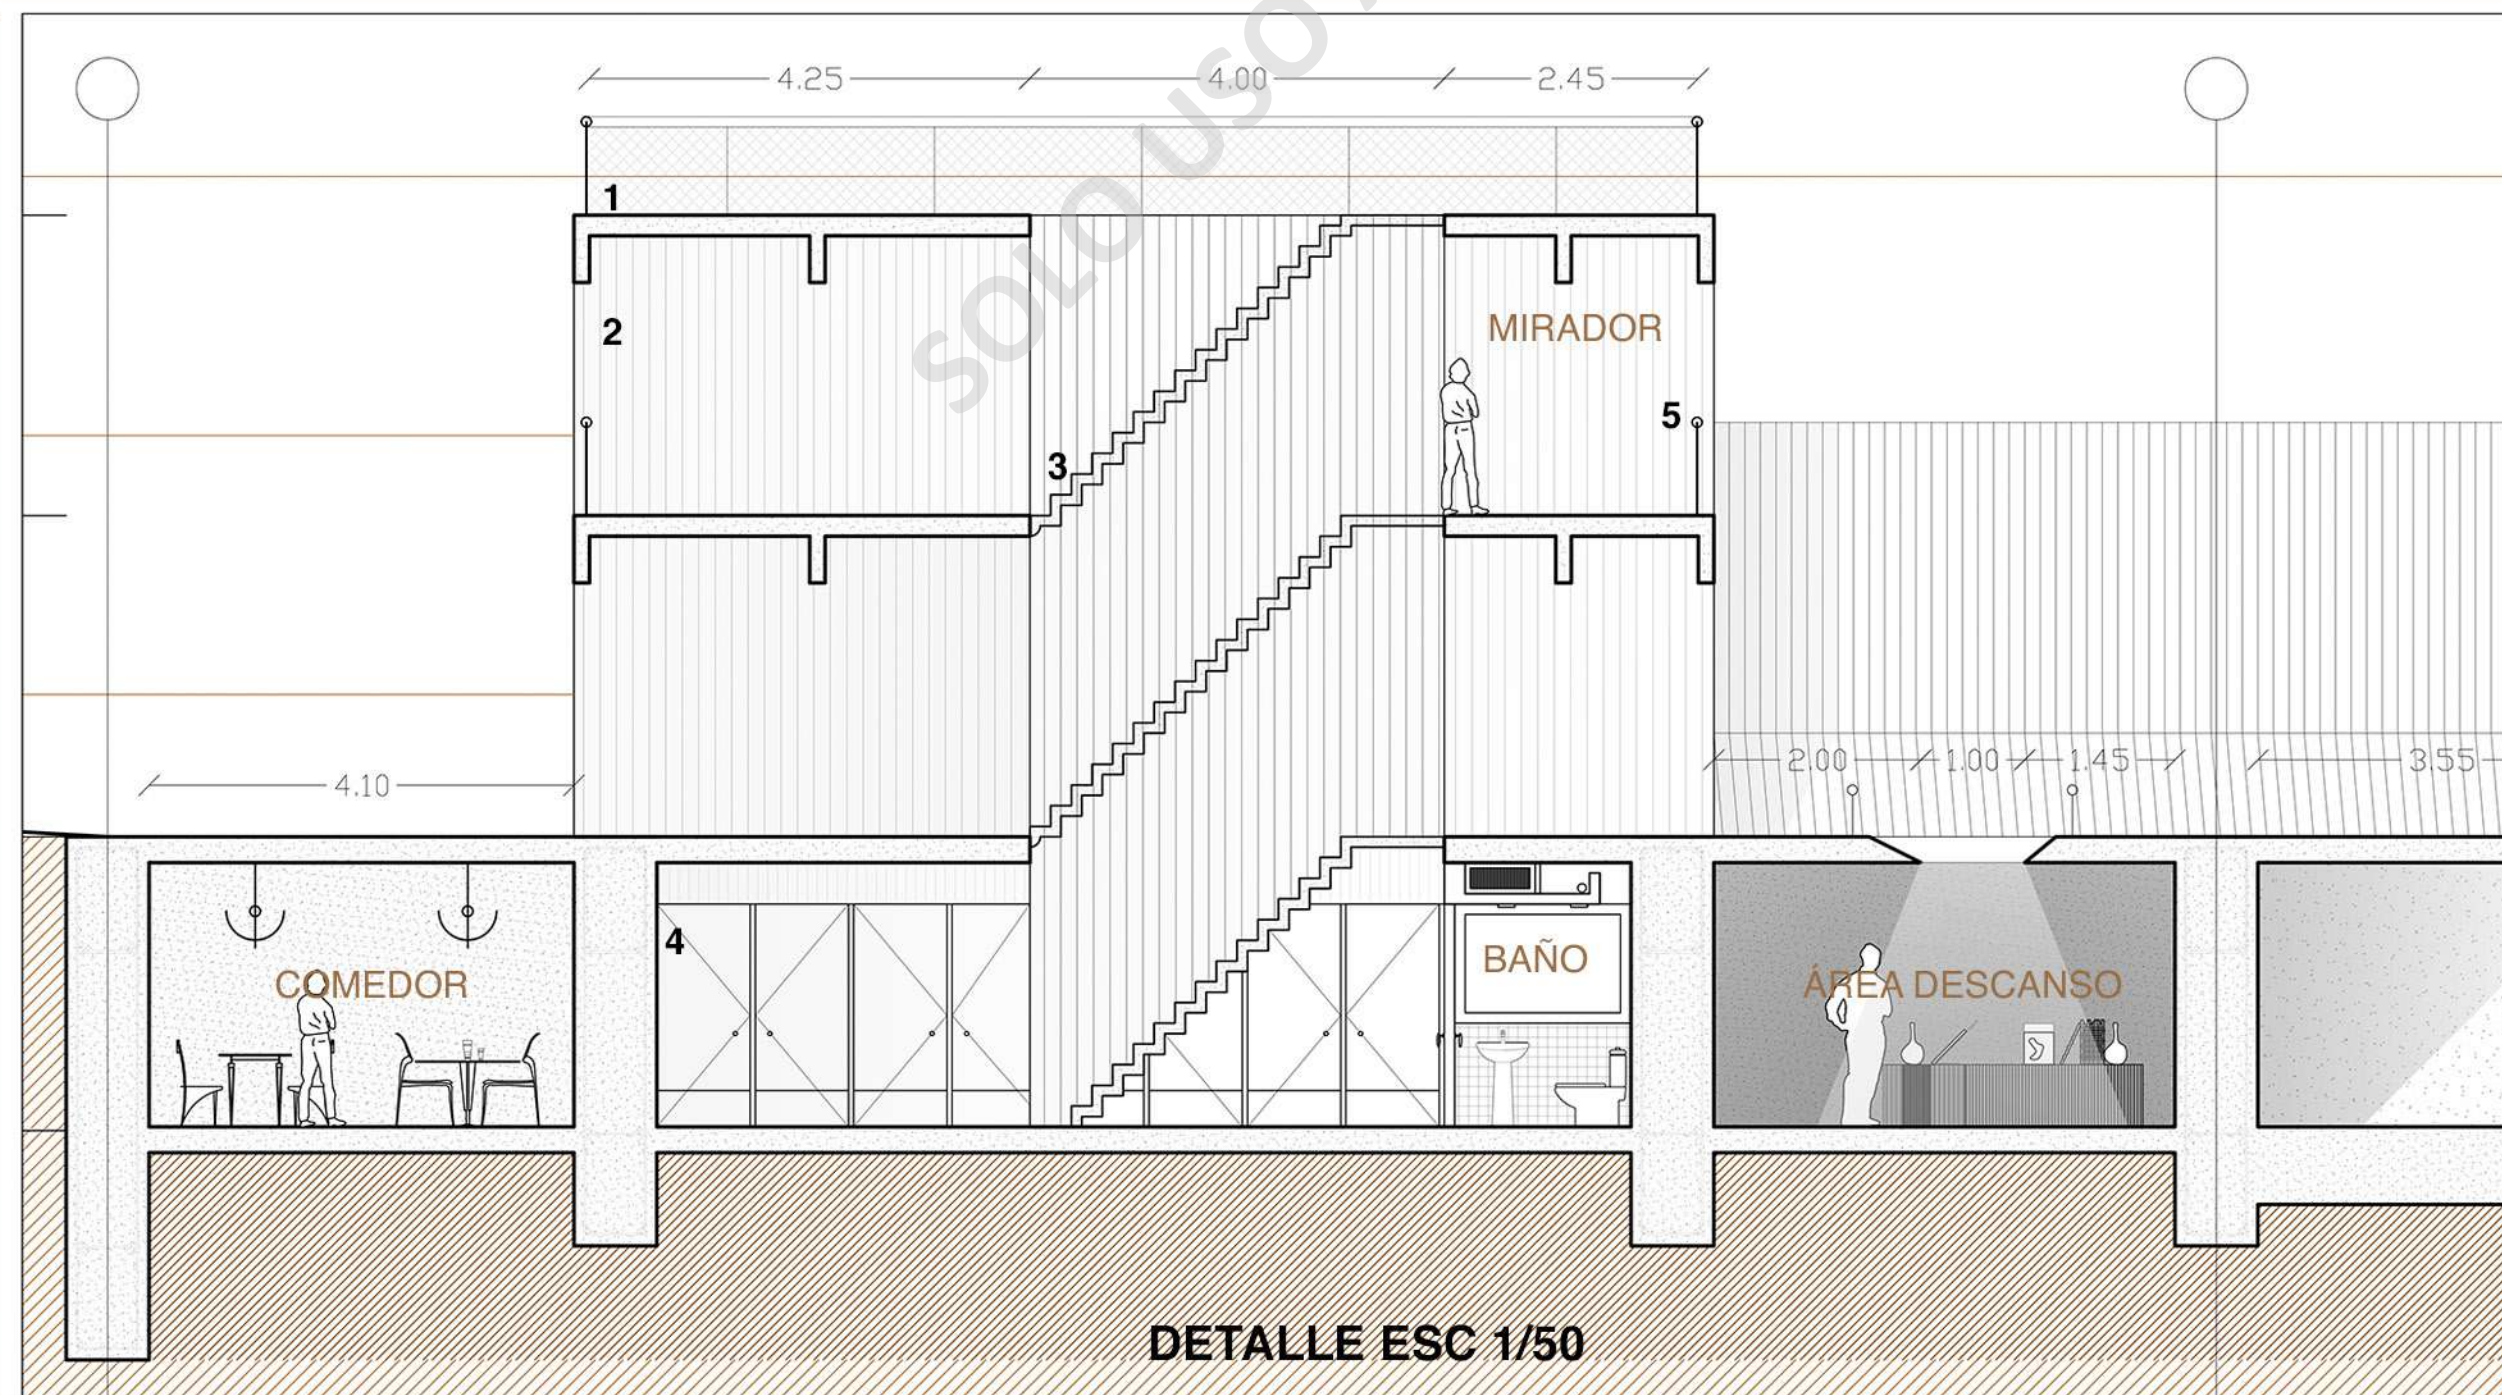 4.25 4.00 2.45
SOLO USO
1
2
MIRADOR
5
3
4.10
2.00 1.00 1.45 3.55
4
BAÑO
COMEDOR
ÁREA DESCANSO
DETALLE ESC 1/50